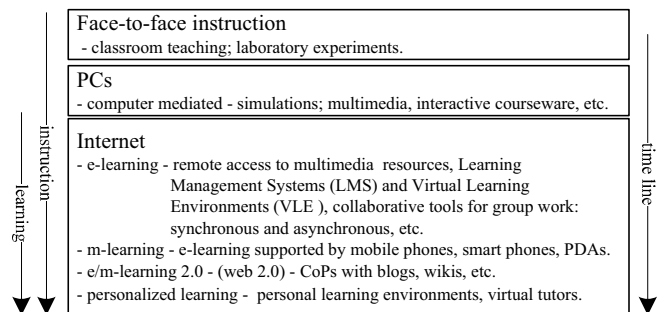 Face-to-face instruction
- classroom teaching; laboratory experiments.
PCs
- computer mediated - simulations; multimedia, interactive courseware, etc.
Internet
- e-learning - remote access to multimedia resources, Learning
Management Systems (LMS) and Virtual Learning
Environments (VLE ), collaborative tools for group work:
synchronous and asynchronous, etc.
- m-learning - e-learning supported by mobile phones, smart phones, PDAs.
- e/m-learning 2.0 - (web 2.0) - CoPs with blogs, wikis, etc.
- personalized learning - personal learning environments, virtual tutors.
learning
instruction
time line